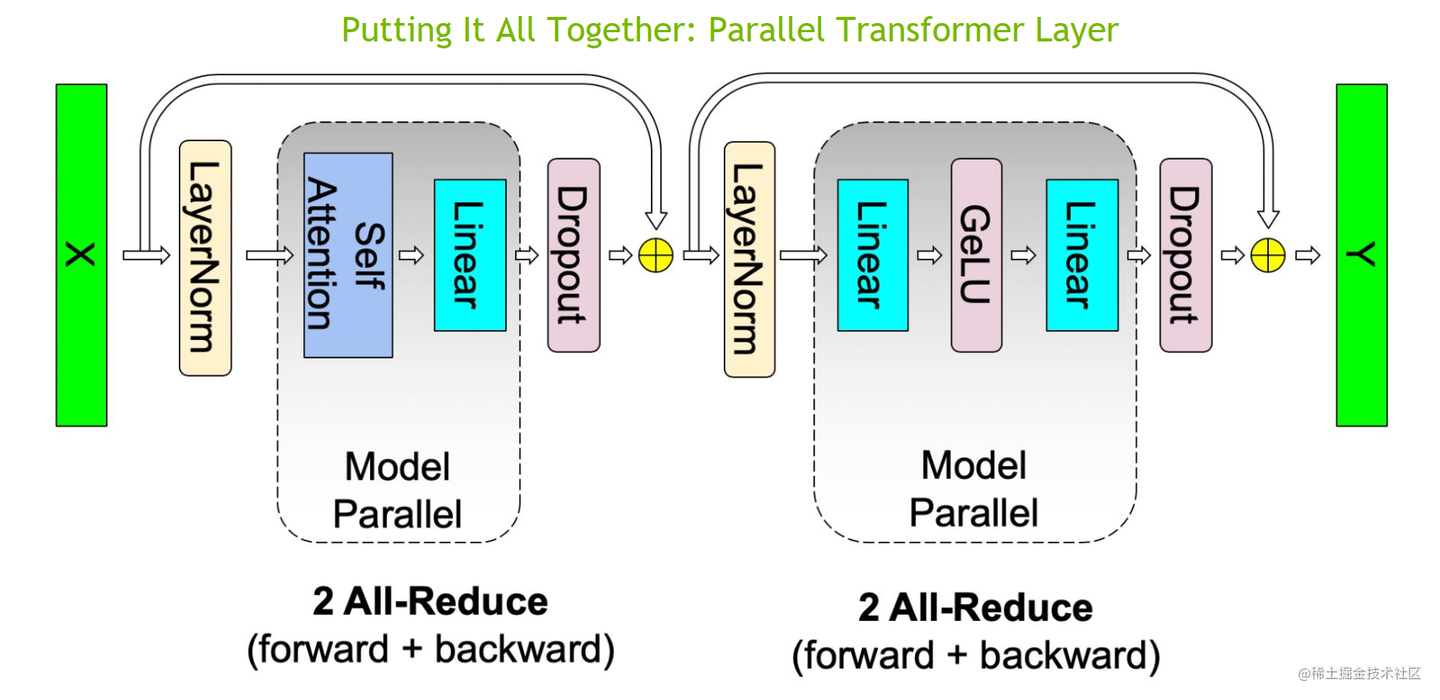 Putting It All Together: Parallel Transformer Layer
X
LayerNorm
Self
Attention
Linear
Dropout
LayerNorm
Linear
GeLU
Linear
Dropout
Y
Model
Parallel
Model
Parallel
2 All-Reduce
(forward + backward)
2 All-Reduce
(forward + backward)
@稀土掘金技术社区